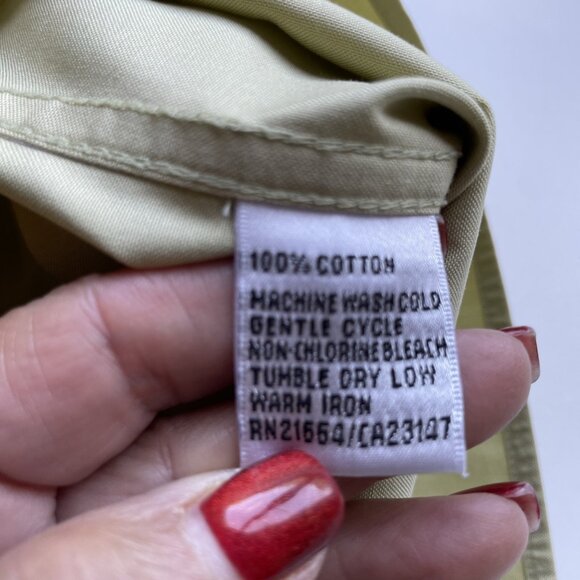 100% COTTON
MACHINE WASH COLD
GENTLE CYCLE
NON-CHLORINE BLEACH
TUMBLE DRY LOW
WARM IRON
RN21654/CA23147